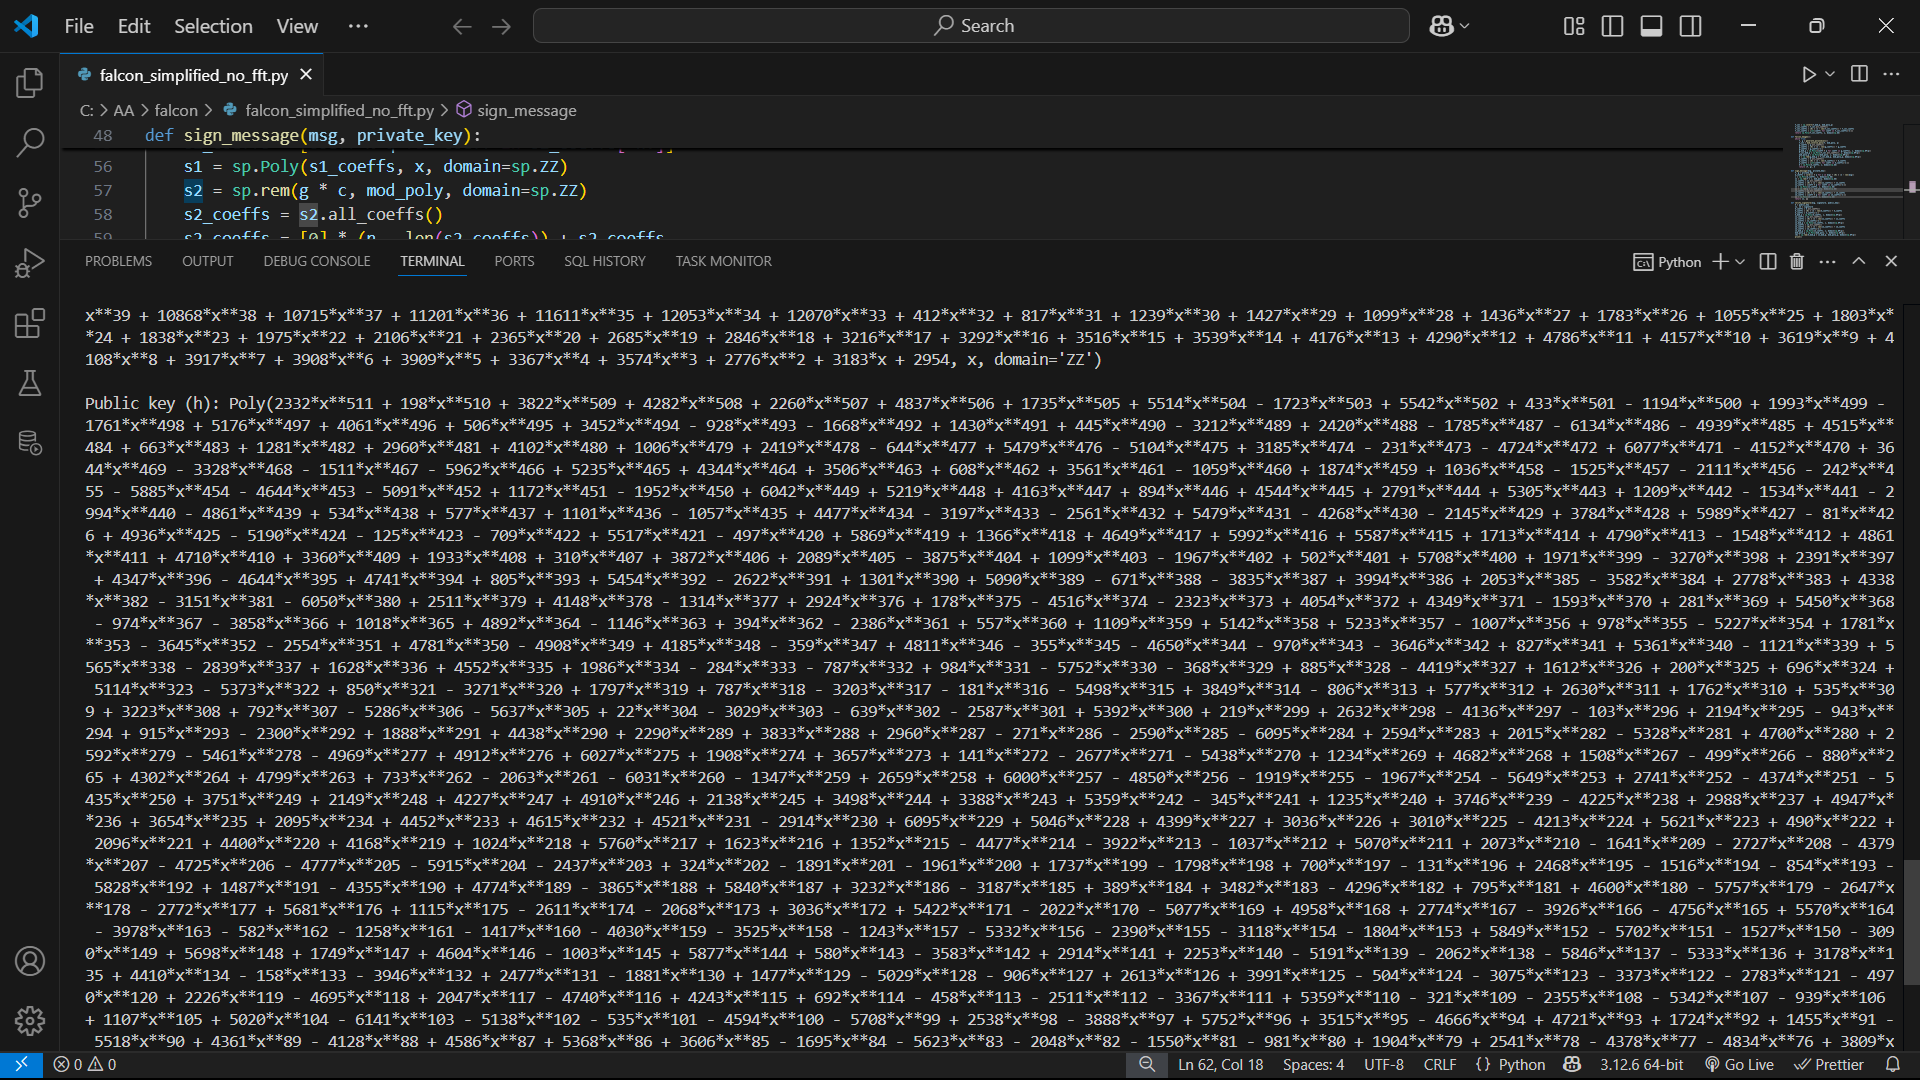 File Edit Selection View ··· Search
falcon_simplified_no_fft.py
C: > AA > falcon > falcon_simplified_no_fft.py > sign_message
48 def sign_message(msg, private_key):
56 s1 = sp.Poly(s1_coeffs, x, domain=sp.ZZ)
57 s2 = sp.rem(g * c, mod_poly, domain=sp.ZZ)
58 s2_coeffs = s2.all_coeffs()
59 s2_coeffs = [0] * (n - len(s2_coeffs)) + s2_coeffs
PROBLEMS OUTPUT DEBUG CONSOLE TERMINAL PORTS SQL HISTORY TASK MONITOR Python
x**39 + 10868*x**38 + 10715*x**37 + 11201*x**36 + 11611*x**35 + 12053*x**34 + 12070*x**33 + 412*x**32 + 817*x**31 + 1239*x**30 + 1427*x**29 + 1099*x**28 + 1436*x**27 + 1783*x**26 + 1055*x**25 + 1803*x*
*24 + 1838*x**23 + 1975*x**22 + 2106*x**21 + 2365*x**20 + 2685*x**19 + 2846*x**18 + 3216*x**17 + 3292*x**16 + 3516*x**15 + 3539*x**14 + 4176*x**13 + 4290*x**12 + 4786*x**11 + 4157*x**10 + 3619*x**9 + 4
108*x**8 + 3917*x**7 + 3908*x**6 + 3909*x**5 + 3367*x**4 + 3574*x**3 + 2776*x**2 + 3183*x + 2954, x, domain='ZZ')
Public key (h): Poly(2332*x**511 + 198*x**510 + 3822*x**509 + 4282*x**508 + 2260*x**507 + 4837*x**506 + 1735*x**505 + 5514*x**504 - 1723*x**503 + 5542*x**502 + 433*x**501 - 1194*x**500 + 1993*x**499 -
1761*x**498 + 5176*x**497 + 4061*x**496 + 506*x**495 + 3452*x**494 - 928*x**493 - 1668*x**492 + 1430*x**491 + 445*x**490 - 3212*x**489 + 2420*x**488 - 1785*x**487 - 6134*x**486 - 4939*x**485 + 4515*x**
484 + 663*x**483 + 1281*x**482 + 2960*x**481 + 4102*x**480 + 1006*x**479 + 2419*x**478 - 644*x**477 + 5479*x**476 - 5104*x**475 + 3185*x**474 - 231*x**473 - 4724*x**472 + 6077*x**471 - 4152*x**470 + 36
44*x**469 - 3328*x**468 - 1511*x**467 - 5962*x**466 + 5235*x**465 + 4344*x**464 + 3506*x**463 + 608*x**462 + 3561*x**461 - 1059*x**460 + 1874*x**459 + 1036*x**458 - 1525*x**457 - 2111*x**456 - 242*x**4
55 - 5885*x**454 - 4644*x**453 - 5091*x**452 + 1172*x**451 - 1952*x**450 + 6042*x**449 + 5219*x**448 + 4163*x**447 + 894*x**446 + 4544*x**445 + 2791*x**444 + 5305*x**443 + 1209*x**442 - 1534*x**441 - 2
994*x**440 - 4861*x**439 + 534*x**438 + 577*x**437 + 1101*x**436 - 1057*x**435 + 4477*x**434 - 3197*x**433 - 2561*x**432 + 5479*x**431 - 4268*x**430 - 2145*x**429 + 3784*x**428 + 5989*x**427 - 81*x**42
6 + 4936*x**425 - 5190*x**424 - 125*x**423 - 709*x**422 + 5517*x**421 - 497*x**420 + 5869*x**419 + 1366*x**418 + 4649*x**417 + 5992*x**416 + 5587*x**415 + 1713*x**414 + 4790*x**413 - 1548*x**412 + 4861
*x**411 + 4710*x**410 + 3360*x**409 + 1933*x**408 + 310*x**407 + 3872*x**406 + 2089*x**405 - 3875*x**404 + 1099*x**403 - 1967*x**402 + 502*x**401 + 5708*x**400 + 1971*x**399 - 3270*x**398 + 2391*x**397
+ 4347*x**396 - 4644*x**395 + 4741*x**394 + 805*x**393 + 5454*x**392 - 2622*x**391 + 1301*x**390 + 5090*x**389 - 671*x**388 - 3835*x**387 + 3994*x**386 + 2053*x**385 - 3582*x**384 + 2778*x**383 + 4338
*x**382 - 3151*x**381 - 6050*x**380 + 2511*x**379 + 4148*x**378 - 1314*x**377 + 2924*x**376 + 178*x**375 - 4516*x**374 - 2323*x**373 + 4054*x**372 + 4349*x**371 - 1593*x**370 + 281*x**369 + 5450*x**368
- 974*x**367 - 3858*x**366 + 1018*x**365 + 4892*x**364 - 1146*x**363 + 394*x**362 - 2386*x**361 + 557*x**360 + 1109*x**359 + 5142*x**358 + 5233*x**357 - 1007*x**356 + 978*x**355 - 5227*x**354 + 1781*x
**353 - 3645*x**352 - 2554*x**351 + 4781*x**350 - 4908*x**349 + 4185*x**348 - 359*x**347 + 4811*x**346 - 355*x**345 - 4650*x**344 - 970*x**343 - 3646*x**342 + 827*x**341 + 5361*x**340 - 1121*x**339 + 5
565*x**338 - 2839*x**337 + 1628*x**336 + 4552*x**335 + 1986*x**334 - 284*x**333 - 787*x**332 + 984*x**331 - 5752*x**330 - 368*x**329 + 885*x**328 - 4419*x**327 + 1612*x**326 + 200*x**325 + 696*x**324 +
5114*x**323 - 5373*x**322 + 850*x**321 - 3271*x**320 + 1797*x**319 + 787*x**318 - 3203*x**317 - 181*x**316 - 5498*x**315 + 3849*x**314 - 806*x**313 + 577*x**312 + 2630*x**311 + 1762*x**310 + 535*x**30
9 + 3223*x**308 + 792*x**307 - 5286*x**306 - 5637*x**305 + 22*x**304 - 3029*x**303 - 639*x**302 - 2587*x**301 + 5392*x**300 + 219*x**299 + 2632*x**298 - 4136*x**297 - 103*x**296 + 2194*x**295 - 943*x**
294 + 915*x**293 - 2300*x**292 + 1888*x**291 + 4438*x**290 + 2290*x**289 + 3833*x**288 + 2960*x**287 - 271*x**286 - 2590*x**285 - 6095*x**284 + 2594*x**283 + 2015*x**282 - 5328*x**281 + 4700*x**280 + 2
592*x**279 - 5461*x**278 - 4969*x**277 + 4912*x**276 + 6027*x**275 + 1908*x**274 + 3657*x**273 + 141*x**272 - 2677*x**271 - 5438*x**270 + 1234*x**269 + 4682*x**268 + 1508*x**267 - 499*x**266 - 880*x**2
65 + 4302*x**264 + 4799*x**263 + 733*x**262 - 2063*x**261 - 6031*x**260 - 1347*x**259 + 2659*x**258 + 6000*x**257 - 4850*x**256 - 1919*x**255 - 1967*x**254 - 5649*x**253 + 2741*x**252 - 4374*x**251 - 5
435*x**250 + 3751*x**249 + 2149*x**248 + 4227*x**247 + 4910*x**246 + 2138*x**245 + 3498*x**244 + 3388*x**243 + 5359*x**242 - 345*x**241 + 1235*x**240 + 3746*x**239 - 4225*x**238 + 2988*x**237 + 4947*x*
*236 + 3654*x**235 + 2095*x**234 + 4452*x**233 + 4615*x**232 + 4521*x**231 - 2914*x**230 + 6095*x**229 + 5046*x**228 + 4399*x**227 + 3036*x**226 + 3010*x**225 - 4213*x**224 + 5621*x**223 + 490*x**222 +
2096*x**221 + 4400*x**220 + 4168*x**219 + 1024*x**218 + 5760*x**217 + 1623*x**216 + 1352*x**215 - 4477*x**214 - 3922*x**213 - 1037*x**212 + 5070*x**211 + 2073*x**210 - 1641*x**209 - 2727*x**208 - 4379
*x**207 - 4725*x**206 - 4777*x**205 - 5915*x**204 - 2437*x**203 + 324*x**202 - 1891*x**201 - 1961*x**200 + 1737*x**199 - 1798*x**198 + 700*x**197 - 131*x**196 + 2468*x**195 - 1516*x**194 - 854*x**193 -
5828*x**192 + 1487*x**191 - 4355*x**190 + 4774*x**189 - 3865*x**188 + 5840*x**187 + 3232*x**186 - 3187*x**185 + 389*x**184 + 3482*x**183 - 4296*x**182 + 795*x**181 + 4600*x**180 - 5757*x**179 - 2647*x
**178 - 2772*x**177 + 5681*x**176 + 1115*x**175 - 2611*x**174 - 2068*x**173 + 3036*x**172 + 5422*x**171 - 2022*x**170 - 5077*x**169 + 4958*x**168 + 2774*x**167 - 3926*x**166 - 4756*x**165 + 5570*x**164
- 3978*x**163 - 582*x**162 - 1258*x**161 - 1417*x**160 - 4030*x**159 - 3525*x**158 - 1243*x**157 - 5332*x**156 - 2390*x**155 - 3118*x**154 - 1804*x**153 + 5849*x**152 - 5702*x**151 - 1527*x**150 - 309
0*x**149 + 5698*x**148 + 1749*x**147 + 4604*x**146 - 1003*x**145 + 5877*x**144 + 580*x**143 - 3583*x**142 + 2914*x**141 + 2253*x**140 - 5191*x**139 - 2062*x**138 - 5846*x**137 - 5333*x**136 + 3178*x**1
35 + 4410*x**134 - 158*x**133 - 3946*x**132 + 2477*x**131 - 1881*x**130 + 1477*x**129 - 5029*x**128 - 906*x**127 + 2613*x**126 + 3991*x**125 - 504*x**124 - 3075*x**123 - 3373*x**122 - 2783*x**121 - 497
0*x**120 + 2226*x**119 - 4695*x**118 + 2047*x**117 - 4740*x**116 + 4243*x**115 + 692*x**114 - 458*x**113 - 2511*x**112 - 3367*x**111 + 5359*x**110 - 321*x**109 - 2355*x**108 - 5342*x**107 - 939*x**106
+ 1107*x**105 + 5020*x**104 - 6141*x**103 - 5138*x**102 - 535*x**101 - 4594*x**100 - 5708*x**99 + 2538*x**98 - 3888*x**97 + 5752*x**96 + 3515*x**95 - 4666*x**94 + 4721*x**93 + 1724*x**92 + 1455*x**91 -
5518*x**90 + 4361*x**89 - 4128*x**88 + 4586*x**87 + 5368*x**86 + 3606*x**85 - 1695*x**84 - 5623*x**83 - 2048*x**82 - 1550*x**81 - 981*x**80 + 1904*x**79 + 2541*x**78 - 4378*x**77 - 4834*x**76 + 3809*x
0 0 Ln 62, Col 18 Spaces: 4 UTF-8 CRLF {} Python 3.12.6 64-bit Go Live Prettier